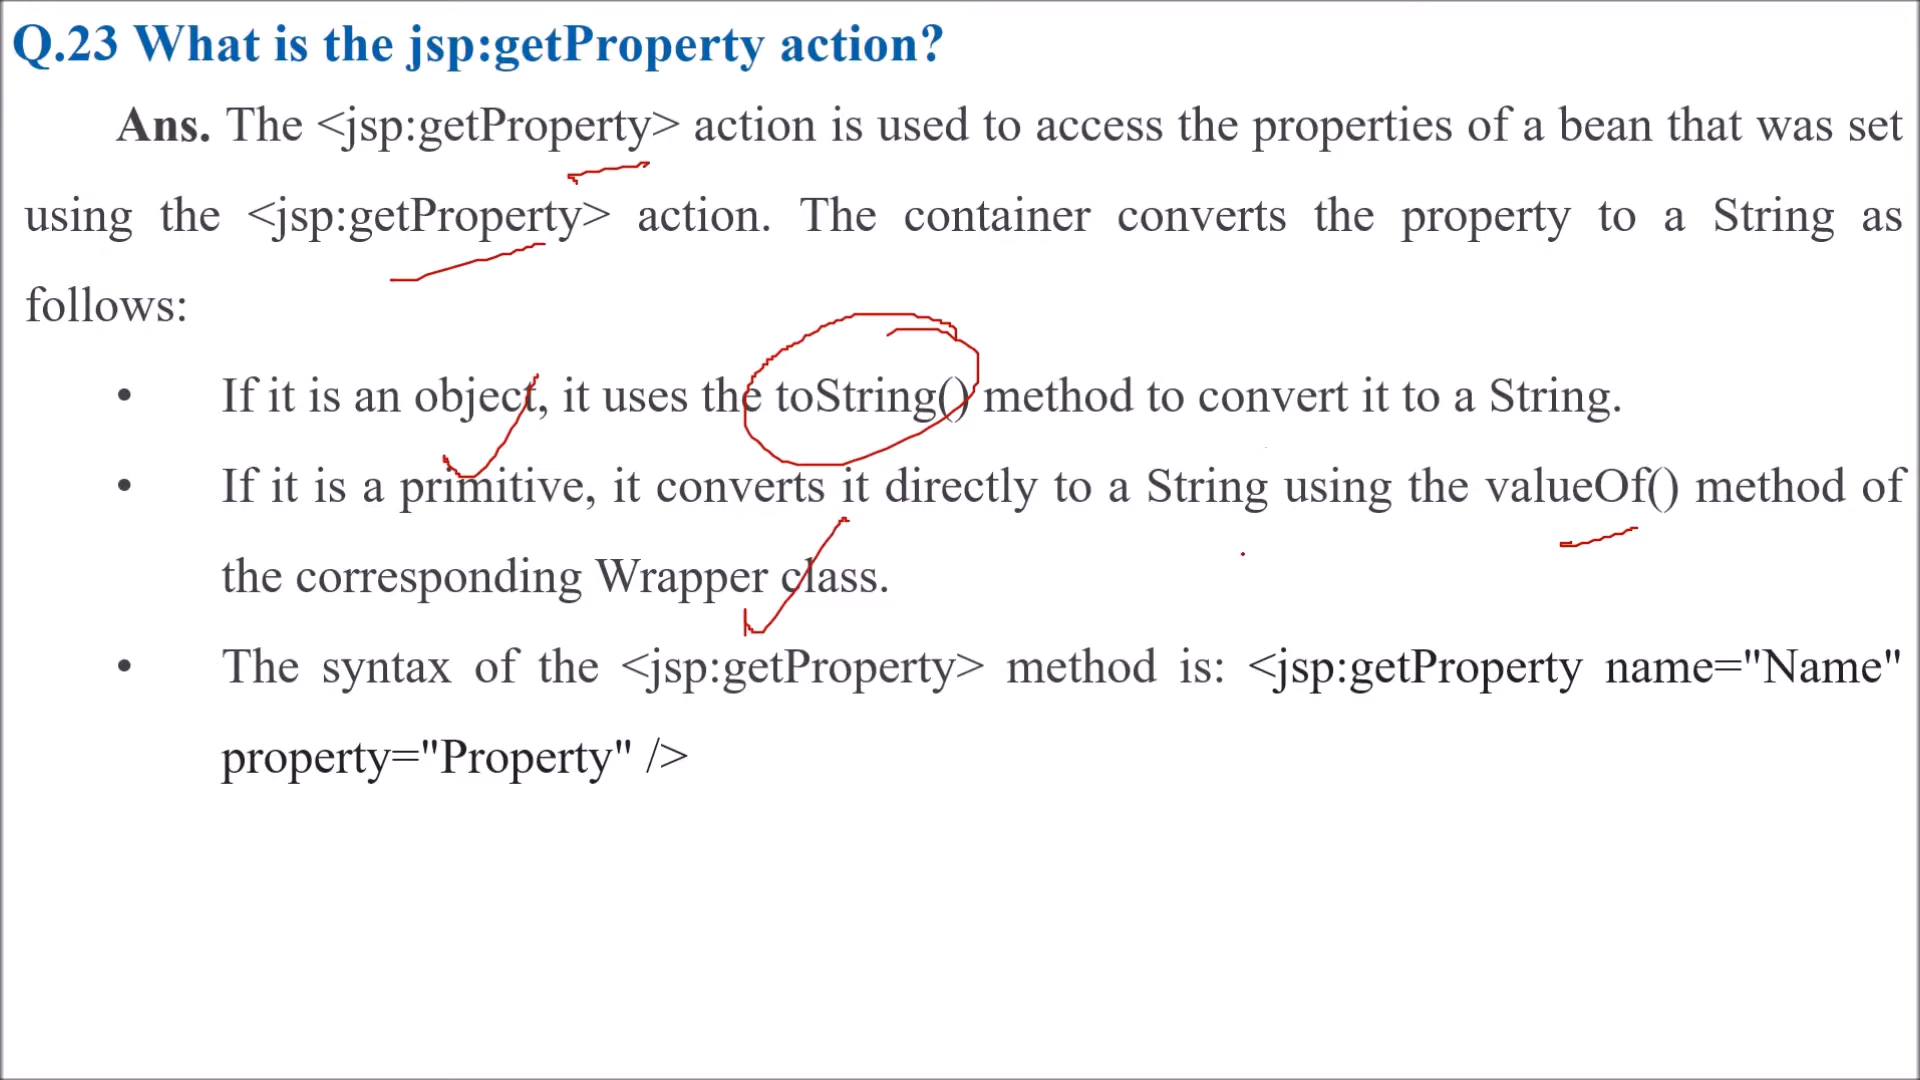 Q.23 What is the jsp:getProperty action?
Ans. The <jsp:getProperty> action is used to access the properties of a bean that was set
using the <jsp:getProperty> action. The container converts the property to a String as
follows:
• If it is an object, it uses the toString() method to convert it to a String.
• If it is a primitive, it converts it directly to a String using the valueOf() method of
the corresponding Wrapper class.
• The syntax of the <jsp:getProperty> method is: <jsp:getProperty name="Name"
property="Property" />